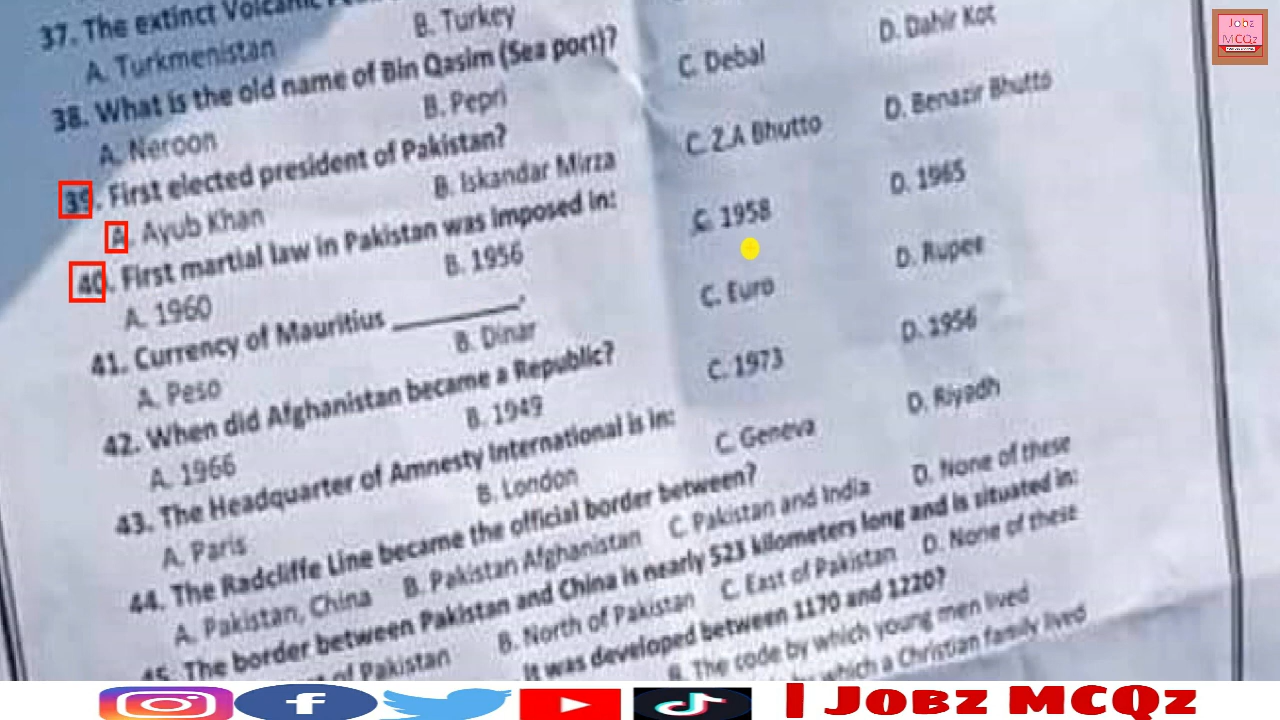 37. The extinct Volcanic
A. Turkmenistan B. Turkey
38. What is the old name of Bin Qasim (Sea port)?
A. Neroon B. Pepri C. Debal D. Dahir Kot
39. First elected president of Pakistan?
A. Ayub Khan B. Iskandar Mirza C. Z.A Bhutto D. Benazir Bhutto
40. First martial law in Pakistan was imposed in:
A. 1960 B. 1956 C. 1958 D. 1965
41. Currency of Mauritius __________.
A. Peso B. Dinar C. Euro D. Rupee
42. When did Afghanistan became a Republic?
A. 1966 B. 1949 C. 1973 D. 1956
43. The Headquarter of Amnesty International is in:
A. Paris B. London C. Geneva D. Riyadh
44. The Radcliffe Line became the official border between?
A. Pakistan, China B. Pakistan Afghanistan C. Pakistan and India D. None of these
45. The border between Pakistan and China is nearly 523 kilometers long and is situated in:
of Pakistan B. North of Pakistan C. East of Pakistan D. None of these
It was developed between 1170 and 1220?
B. The code by which young men lived
by which a Christian family lived
Jobz
MCQz
| Jobz MCQz